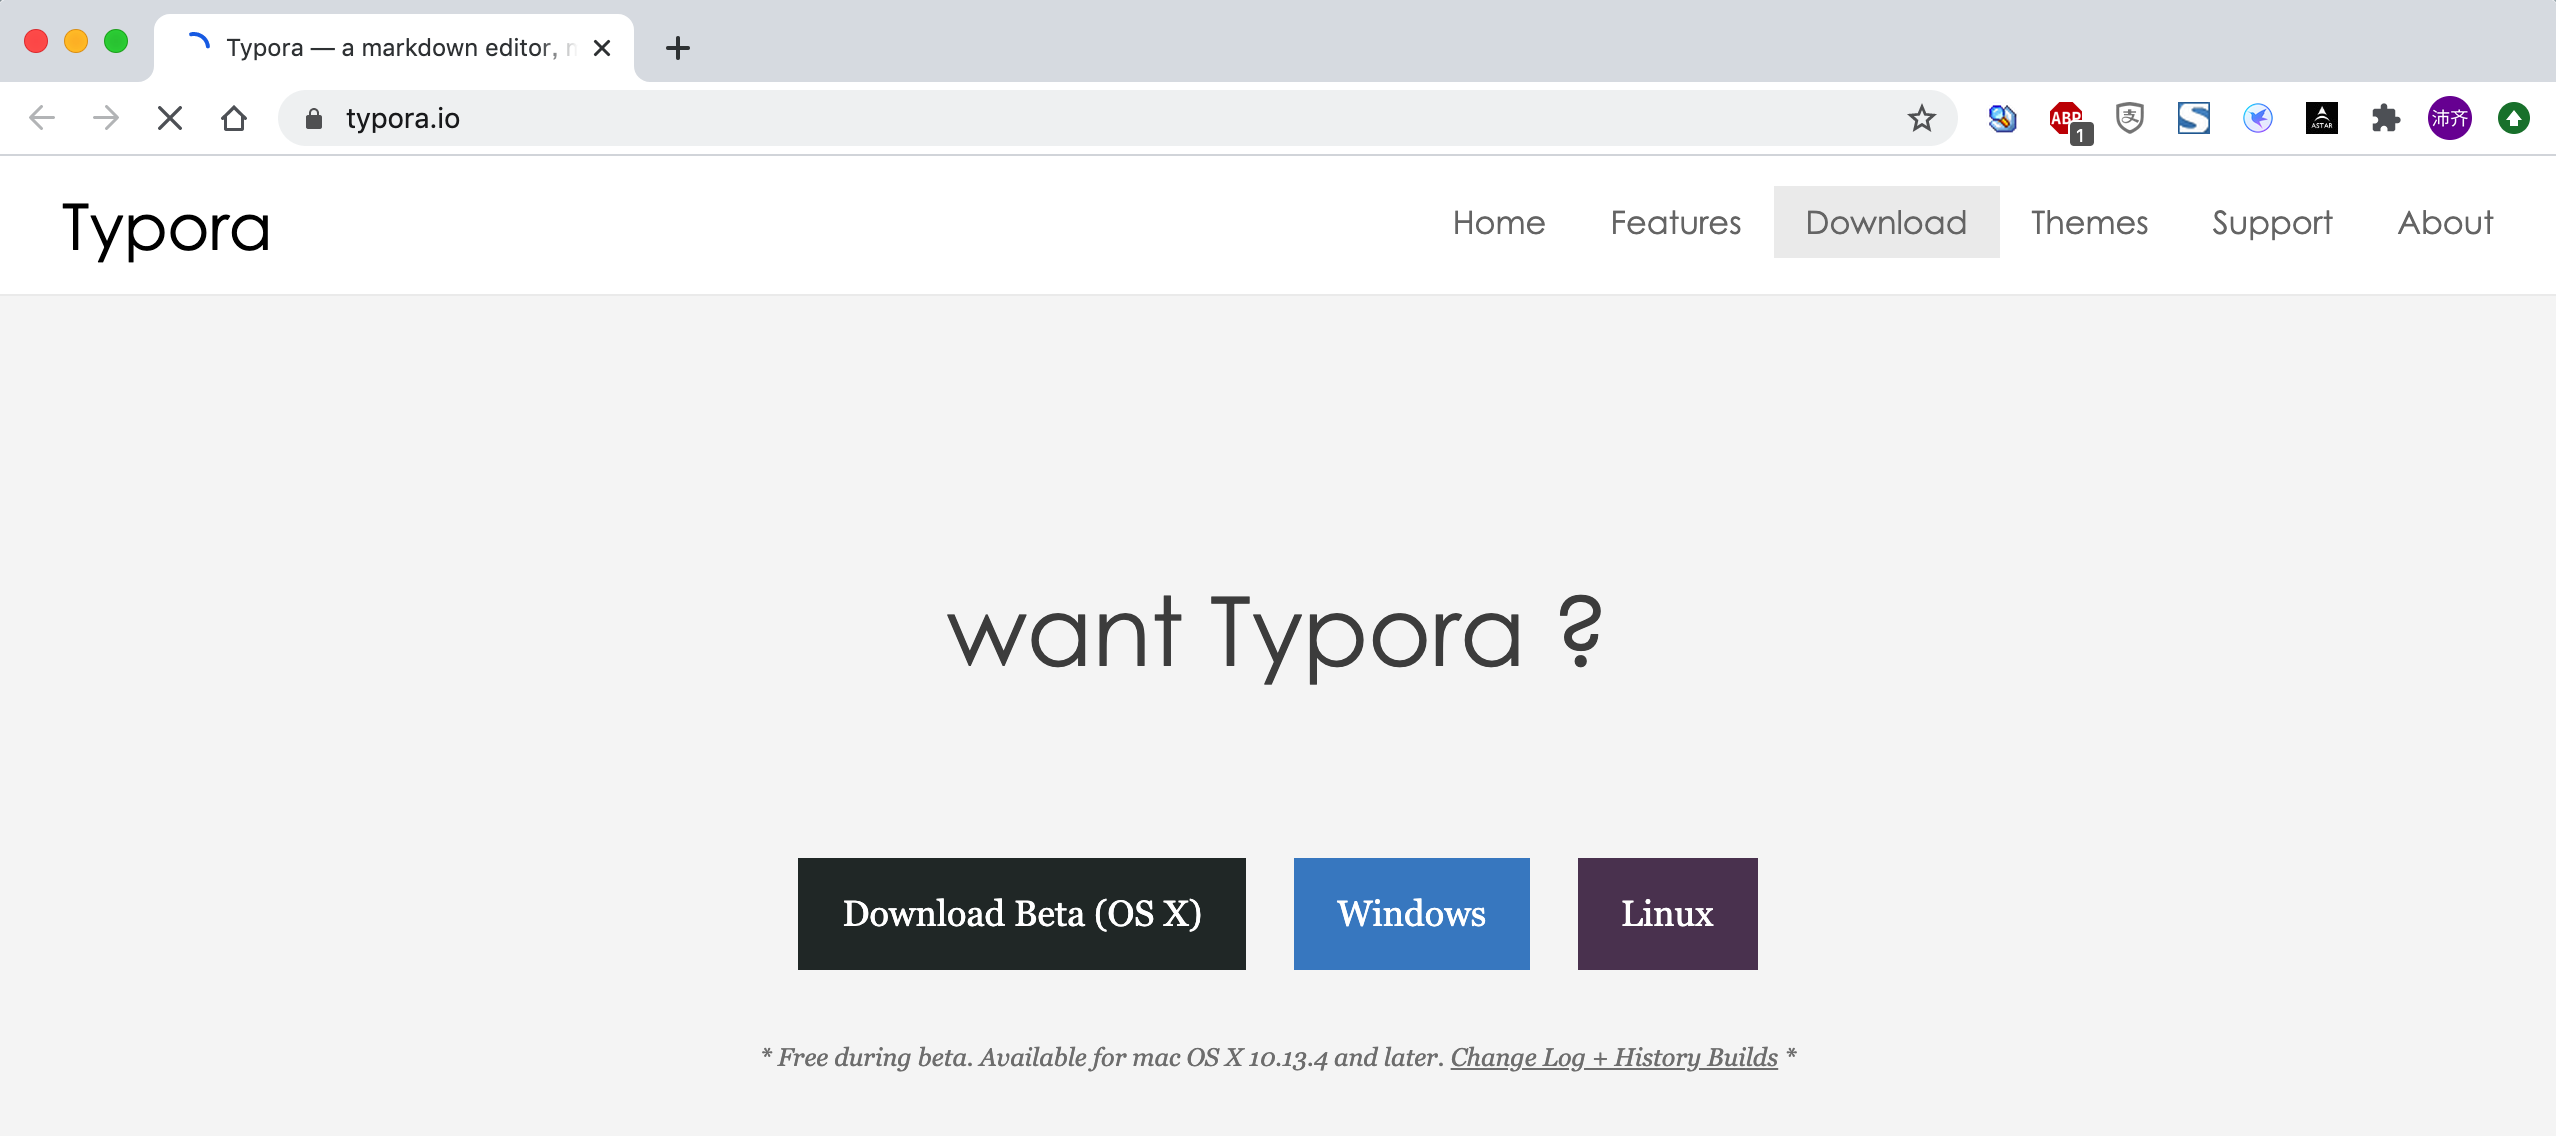 Typora — a markdown editor,
typora.io
ABP
1
支
ASTAR
沛齐
Typora
Home
Features
Download
Themes
Support
About
want Typora ?
Download Beta (OS X)
Windows
Linux
* Free during beta. Available for mac OS X 10.13.4 and later. Change Log + History Builds *